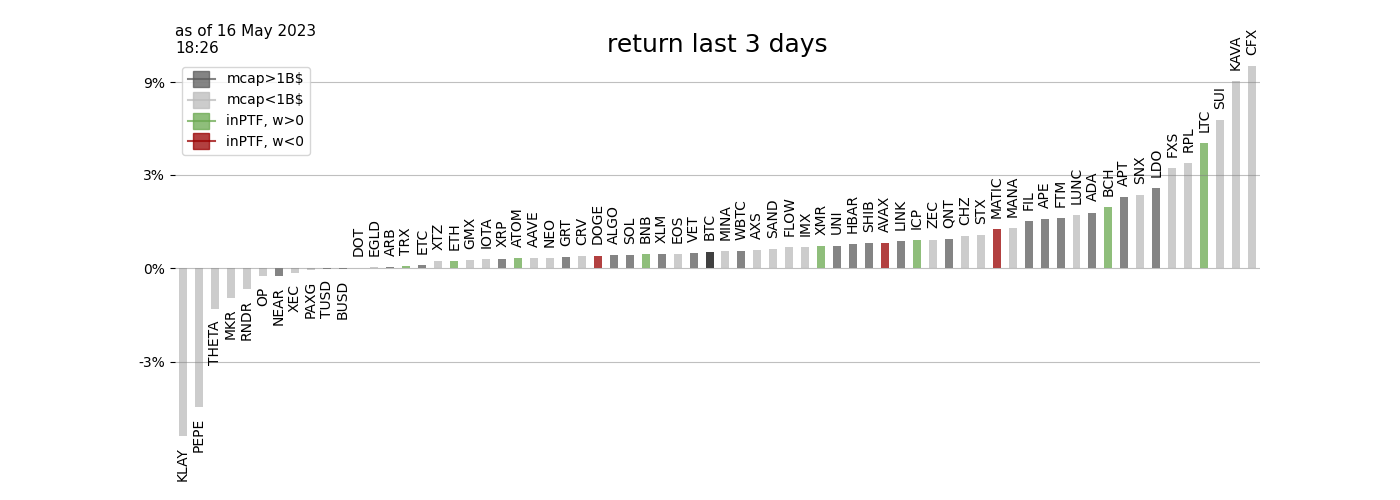 as of 16 May 2023
18:26
return last 3 days
mcap>1B$
mcap<1B$
inPTF, w>0
inPTF, w<0
9%
3%
0%
-3%
KLAY
PEPE
THETA
MKR
RNDR
OP
NEAR
XEC
PAXG
TUSD
BUSD
DOT
EGLD
ARB
TRX
ETC
XTZ
ETH
GMX
IOTA
XRP
ATOM
AAVE
NEO
GRT
CRV
DOGE
ALGO
SOL
BNB
XLM
EOS
VET
BTC
MINA
WBTC
AXS
SAND
FLOW
IMX
XMR
UNI
HBAR
SHIB
AVAX
LINK
ICP
ZEC
QNT
CHZ
STX
MATIC
MANA
FIL
APE
FTM
LUNC
ADA
BCH
APT
SNX
LDO
FXS
RPL
LTC
SUI
KAVA
CFX